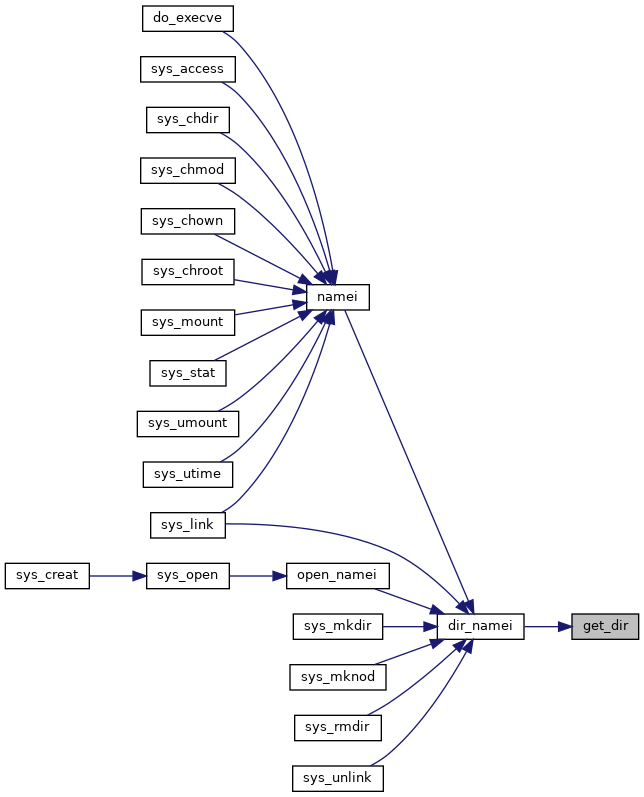 do_execve
sys_access
sys_chdir
sys_chmod
sys_chown
sys_chroot
namei
sys_mount
sys_stat
sys_umount
sys_utime
sys_link
sys_creat
sys_open
open_namei
sys_mkdir
dir_namei
get_dir
sys_mknod
sys_rmdir
sys_unlink